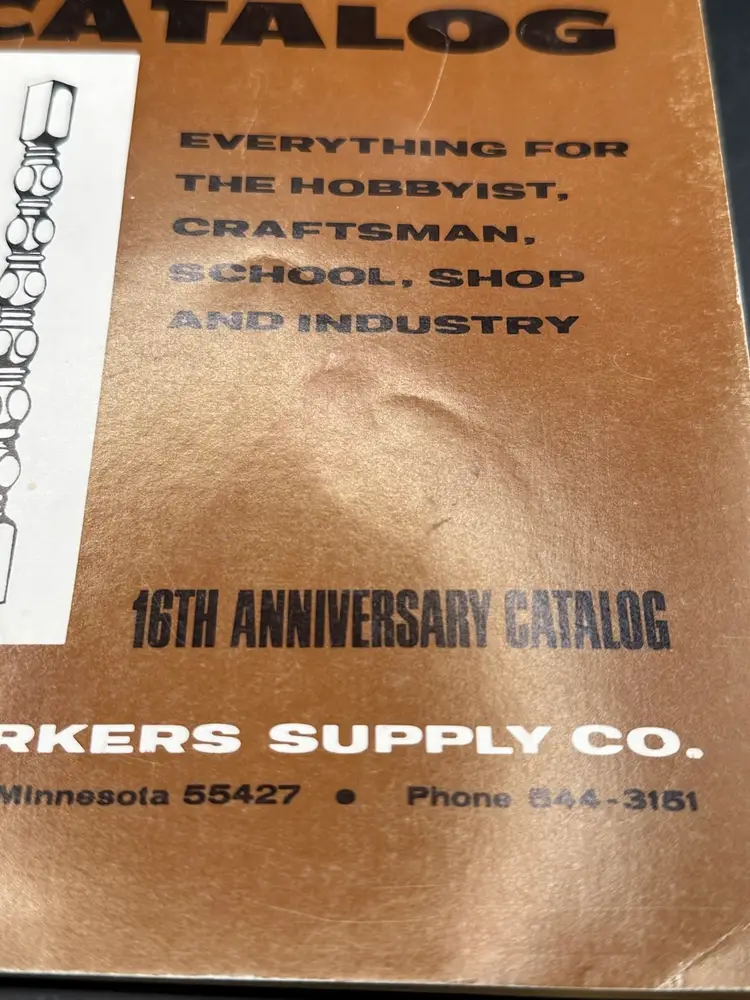 CATALOG
EVERYTHING FOR
THE HOBBYIST,
CRAFTSMAN,
SCHOOL, SHOP
AND INDUSTRY
16TH ANNIVERSARY CATALOG
RKERS SUPPLY CO.
Minnesota 55427 • Phone 544-3151